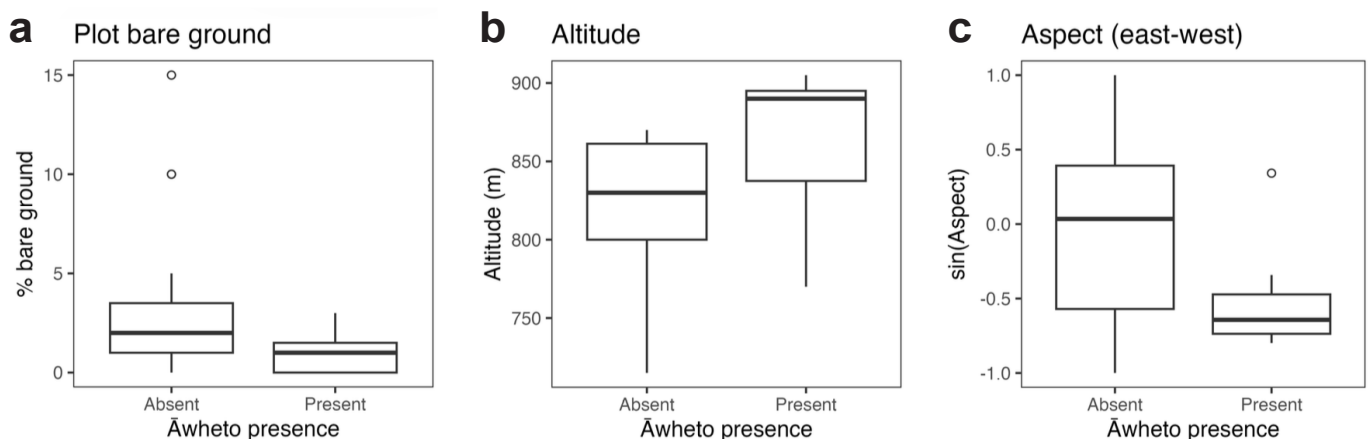 a Plot bare ground
15
10
5
0
% bare ground
Absent Present
Āwheto presence
b Altitude
900
850
800
750
Altitude (m)
Absent Present
Āwheto presence
c Aspect (east-west)
1.0
0.5
0.0
-0.5
-1.0
sin(Aspect)
Absent Present
Āwheto presence